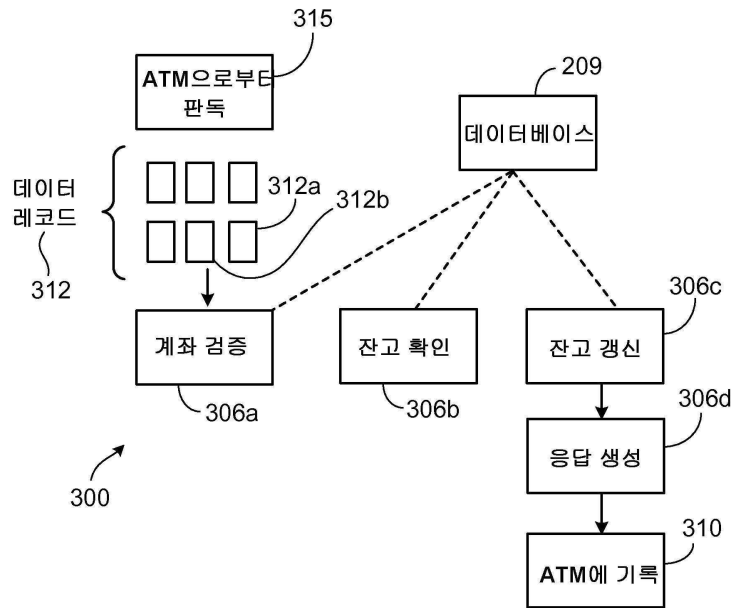 315
ATM으로부터
판독
209
데이터베이스
데이터
레코드
312
312a
312b
계좌 검증
306a
잔고 확인
306b
잔고 갱신
306c
306d
응답 생성
300
310
ATM에 기록